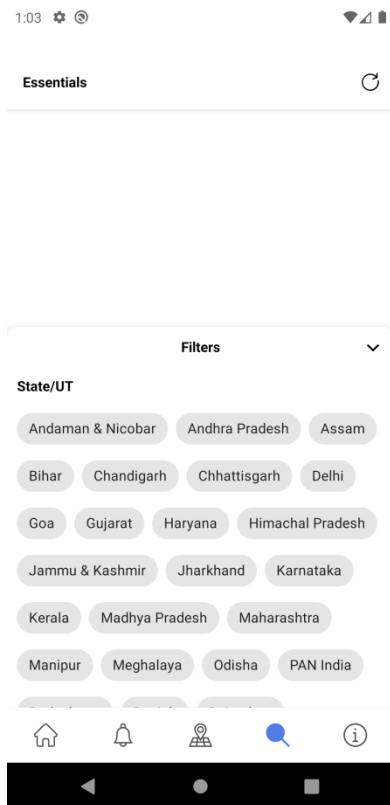 1:03
Essentials
Filters
State/UT
Andaman & Nicobar Andhra Pradesh Assam
Bihar Chandigarh Chhattisgarh Delhi
Goa Gujarat Haryana Himachal Pradesh
Jammu & Kashmir Jharkhand Karnataka
Kerala Madhya Pradesh Maharashtra
Manipur Meghalaya Odisha PAN India